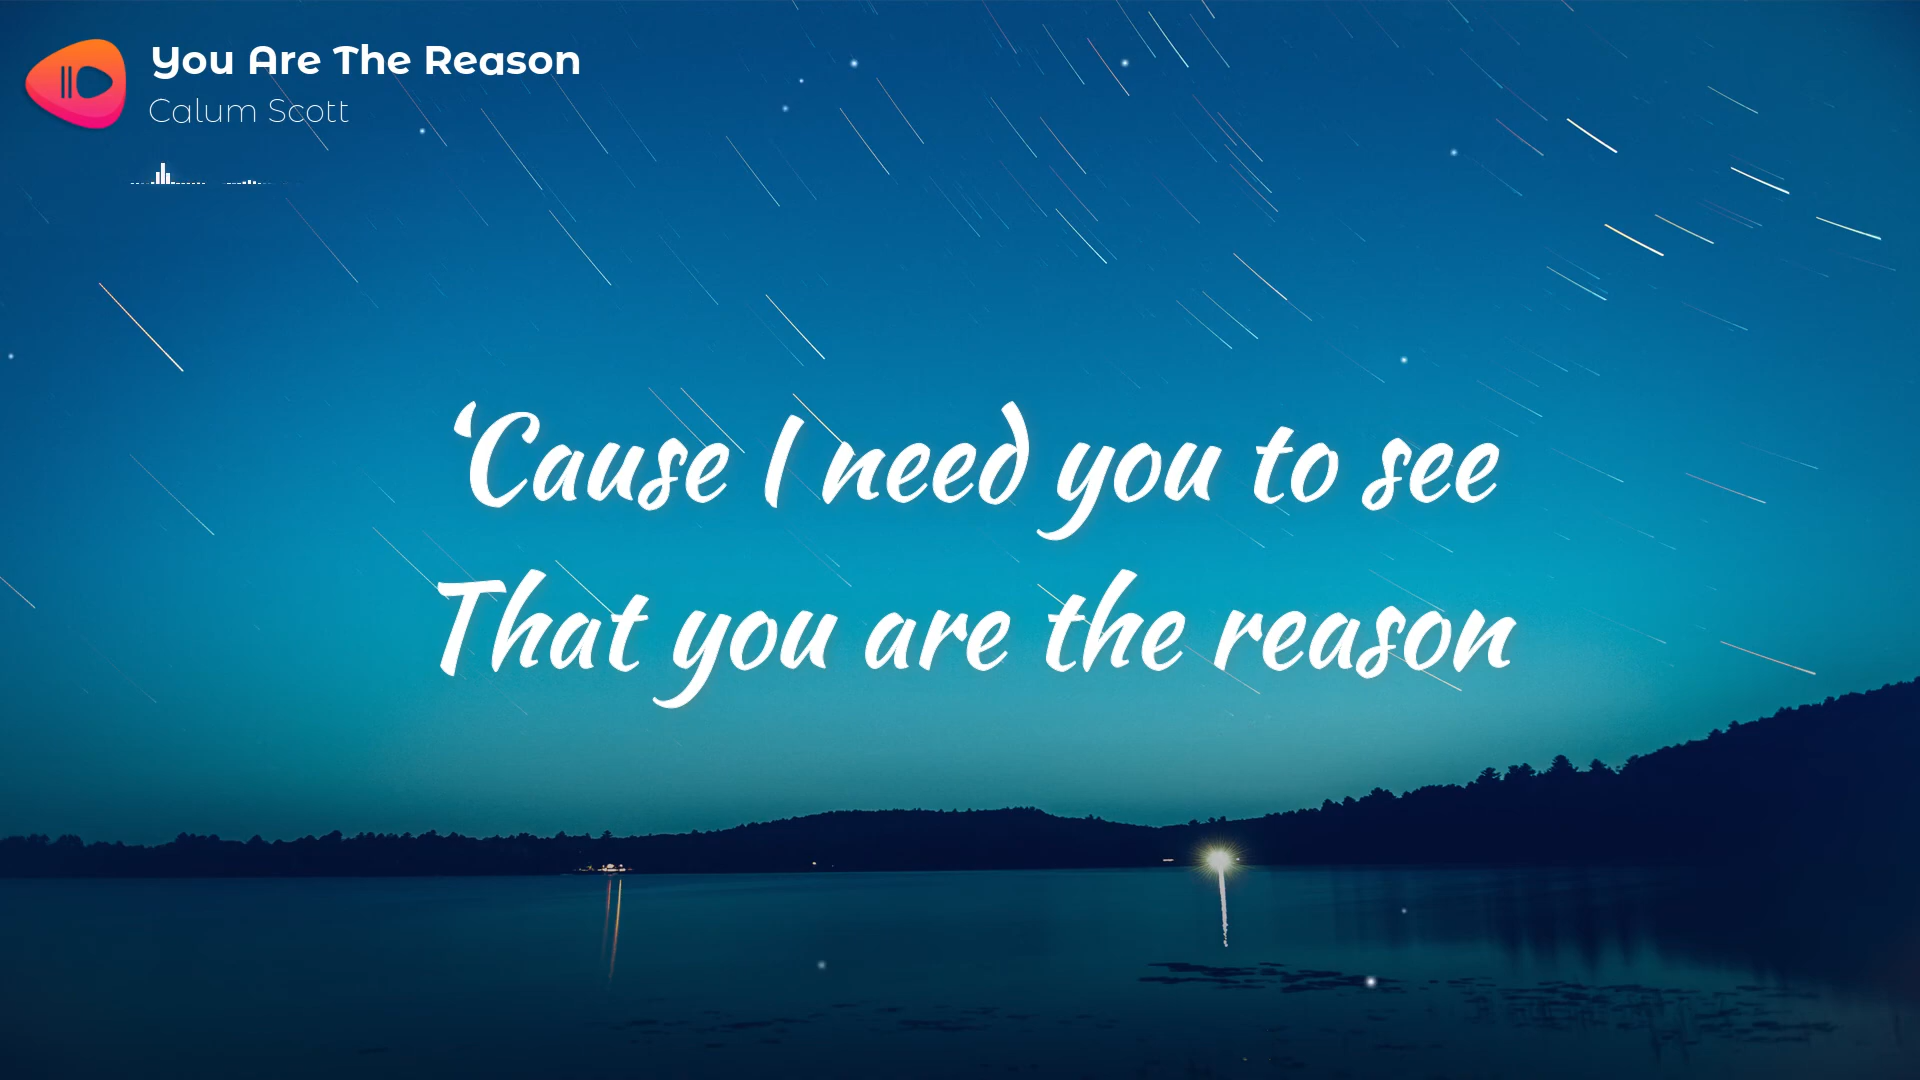 You Are The Reason
Calum Scott
‘Cause I need you to see
That you are the reason